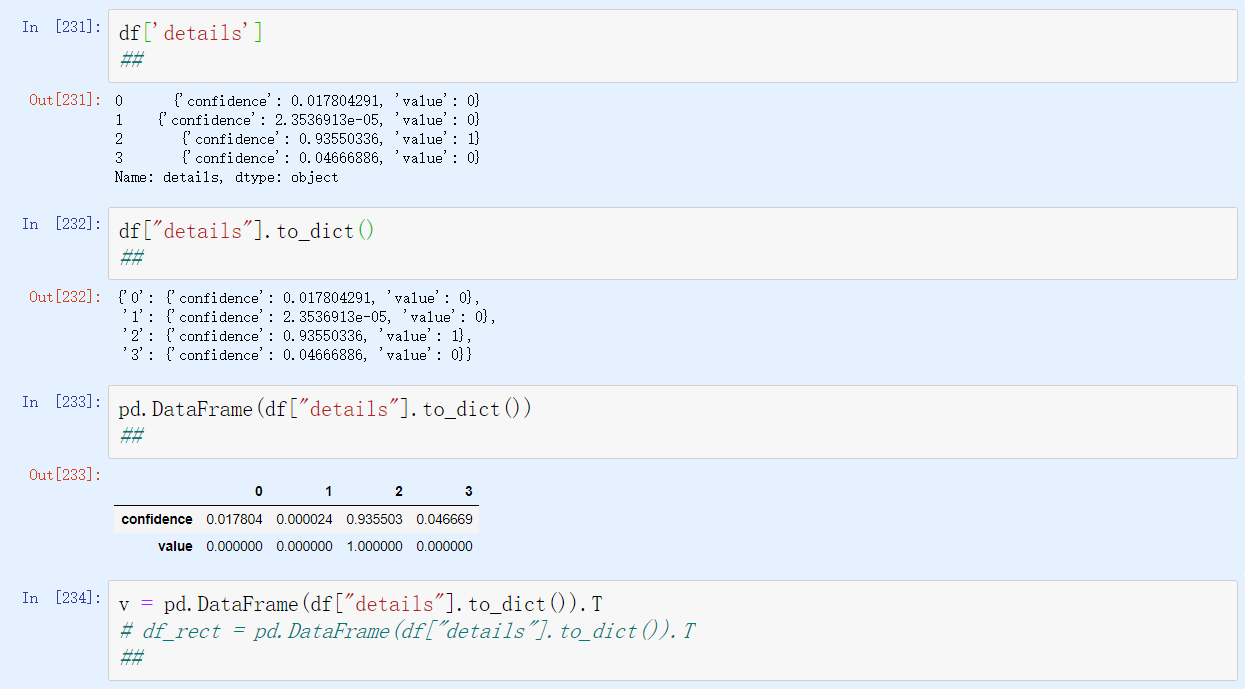 In [231]: df['details']
##
Out[231]: 0 {'confidence': 0.017804291, 'value': 0}
1 {'confidence': 2.3536913e-05, 'value': 0}
2 {'confidence': 0.93550336, 'value': 1}
3 {'confidence': 0.04666886, 'value': 0}
Name: details, dtype: object
In [232]: df["details"].to_dict()
##
Out[232]: {'0': {'confidence': 0.017804291, 'value': 0},
'1': {'confidence': 2.3536913e-05, 'value': 0},
'2': {'confidence': 0.93550336, 'value': 1},
'3': {'confidence': 0.04666886, 'value': 0}}
In [233]: pd.DataFrame(df["details"].to_dict())
##
Out[233]:
0 1 2 3
confidence 0.017804 0.000024 0.935503 0.046669
value 0.000000 0.000000 1.000000 0.000000
In [234]: v = pd.DataFrame(df["details"].to_dict()).T
# df_rect = pd.DataFrame(df["details"].to_dict()).T
##